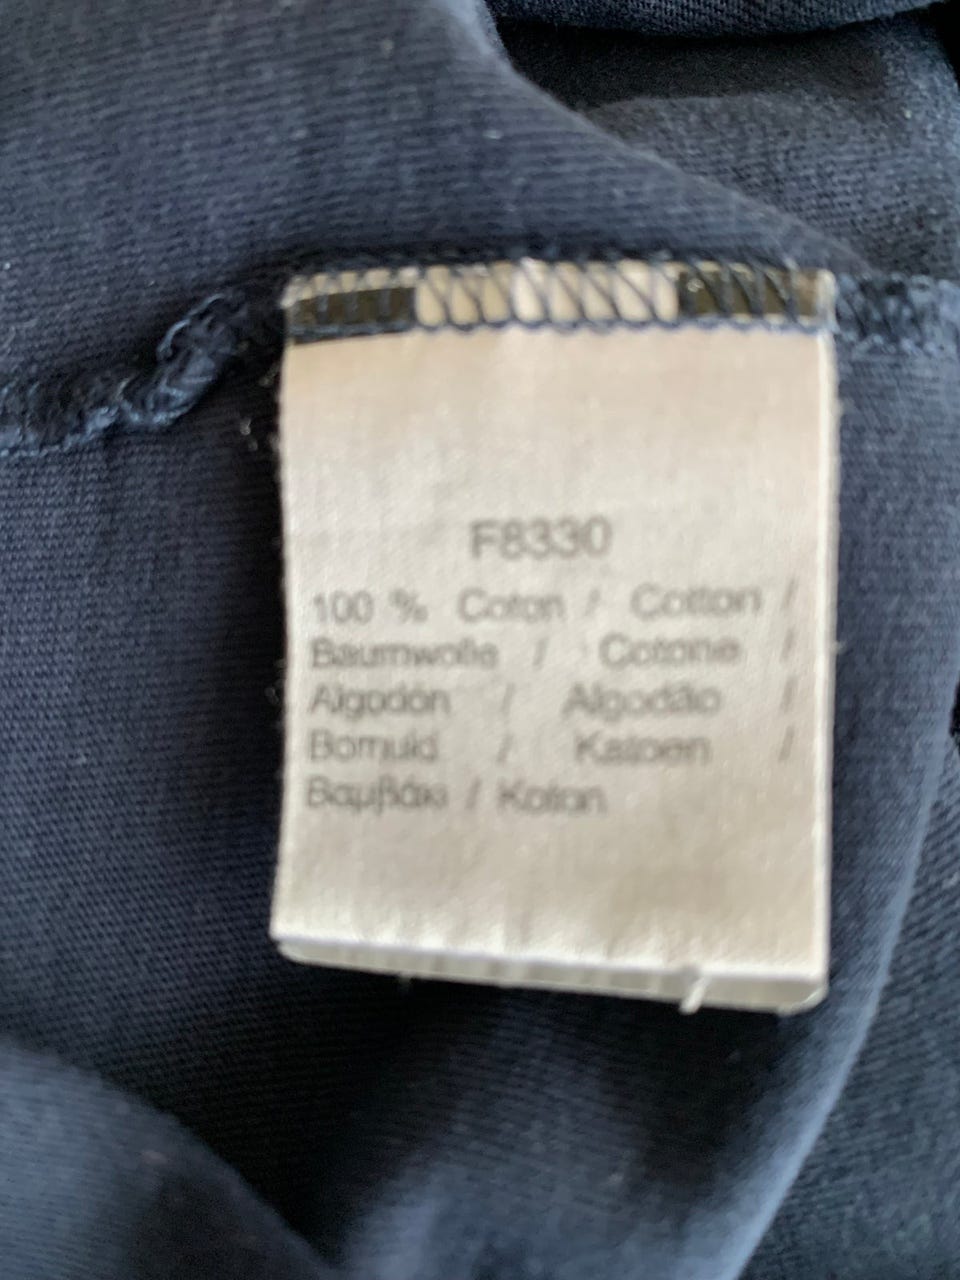 F8330
100 % Coton / Cotton /
Baumwolle / Cotone /
Algodón / Algodão /
Bomuld / Katoen /
Βαμβάκι / Koton